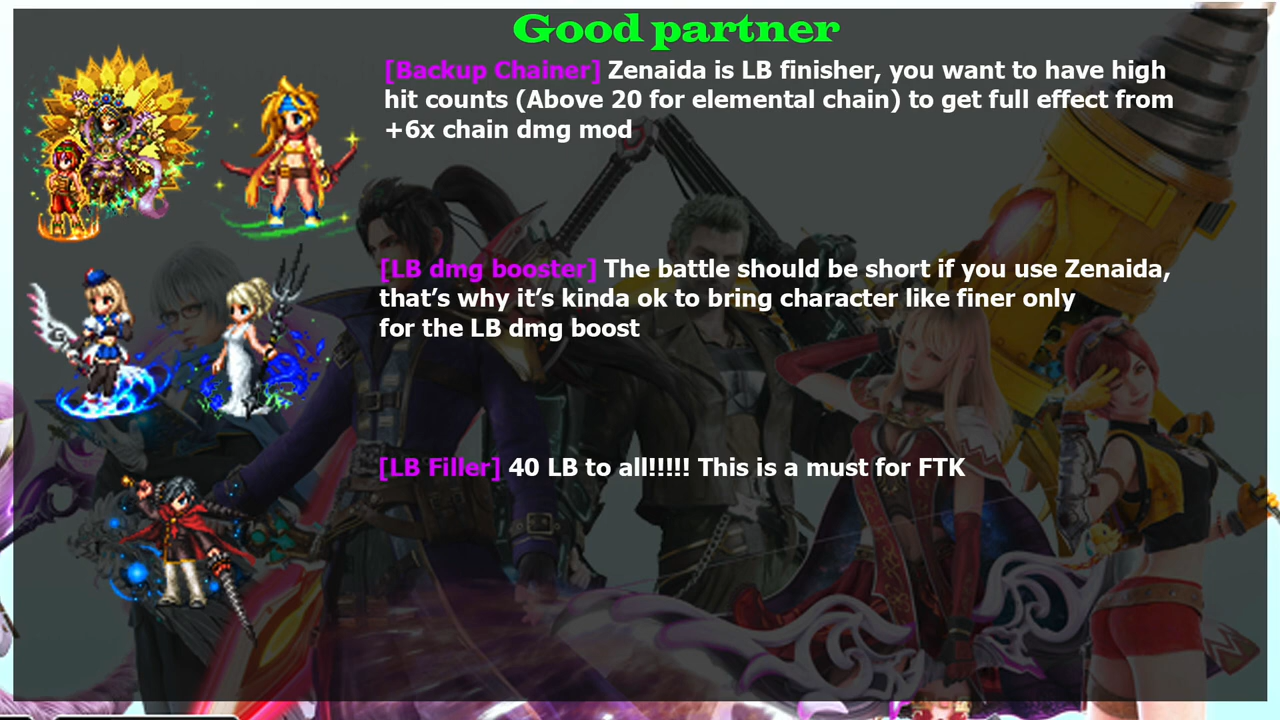 Good partner
[Backup Chainer] Zenaida is LB finisher, you want to have high
hit counts (Above 20 for elemental chain) to get full effect from
+6x chain dmg mod
[LB dmg booster] The battle should be short if you use Zenaida,
that's why it's kinda ok to bring character like finer only
for the LB dmg boost
[LB Filler] 40 LB to all!!!!! This is a must for FTK